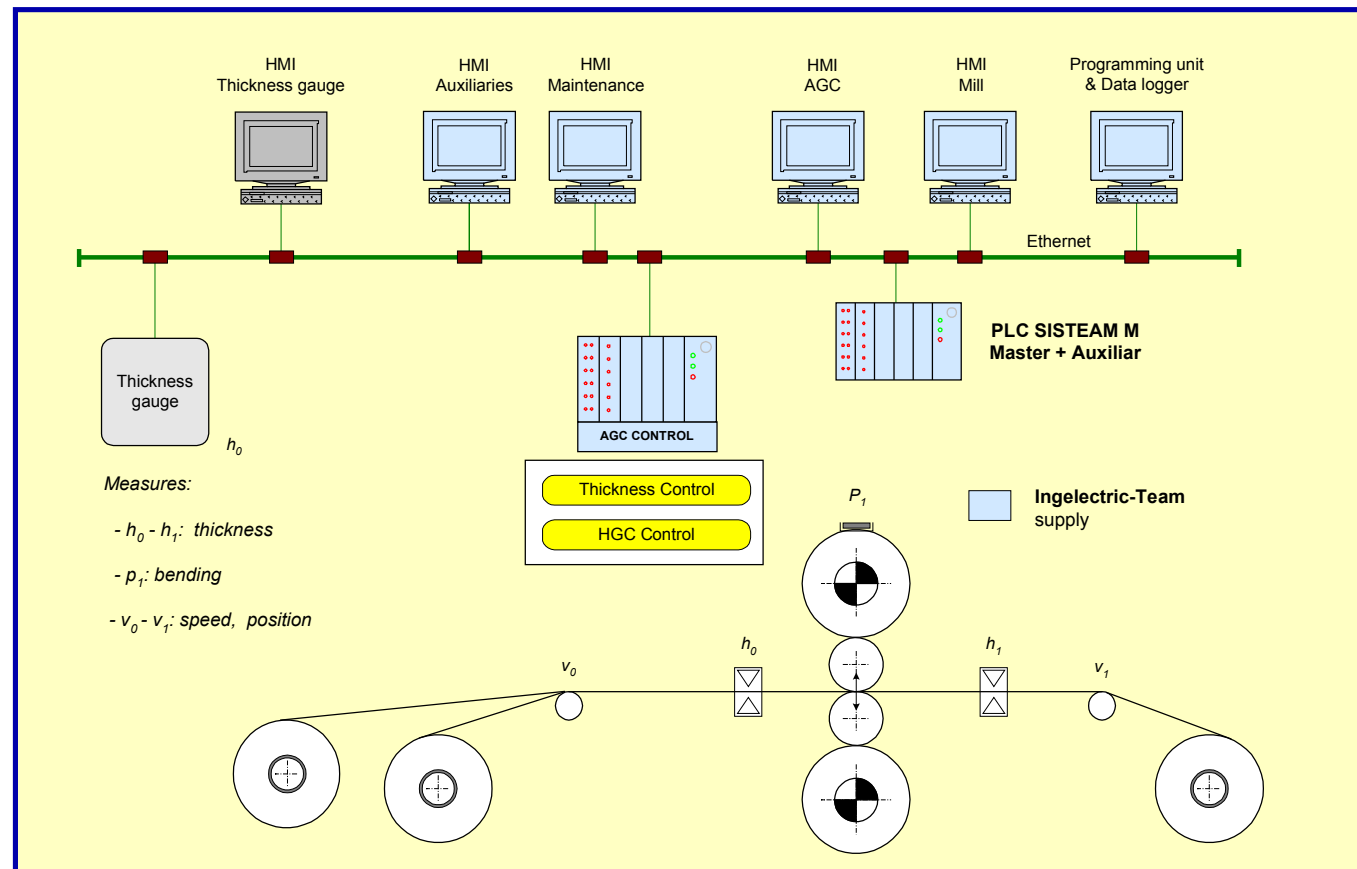 HMI
Thickness gauge
HMI
Auxiliaries
HMI
Maintenance
HMI
AGC
HMI
Mill
Programming unit
& Data logger
Ethernet
Thickness
gauge
h0
AGC CONTROL
Thickness Control
HGC Control
PLC SISTEAM M
Master + Auxiliar
Ingelectric-Team
supply
Measures:
- h0 - h1: thickness
- p1: bending
- v0 - v1: speed, position
P1
v0
h0
h1
v1